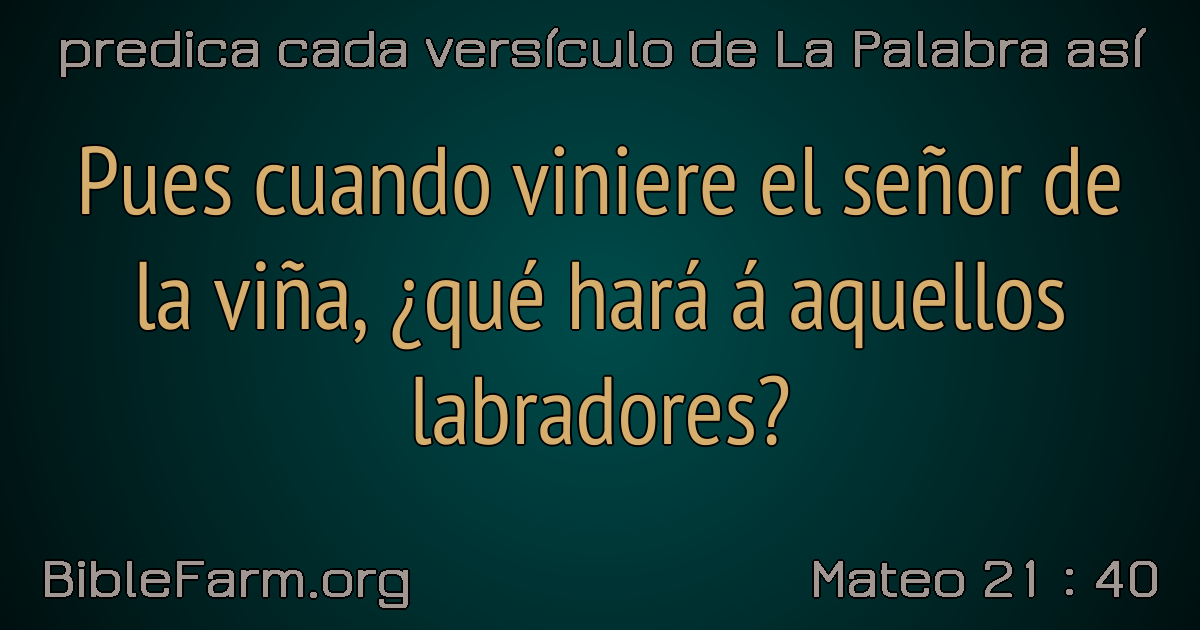 predica cada versículo de La Palabra así
Pues cuando viniere el señor de
la viña, ¿qué hará á aquellos
labradores?
BibleFarm.org
Mateo 21 : 40